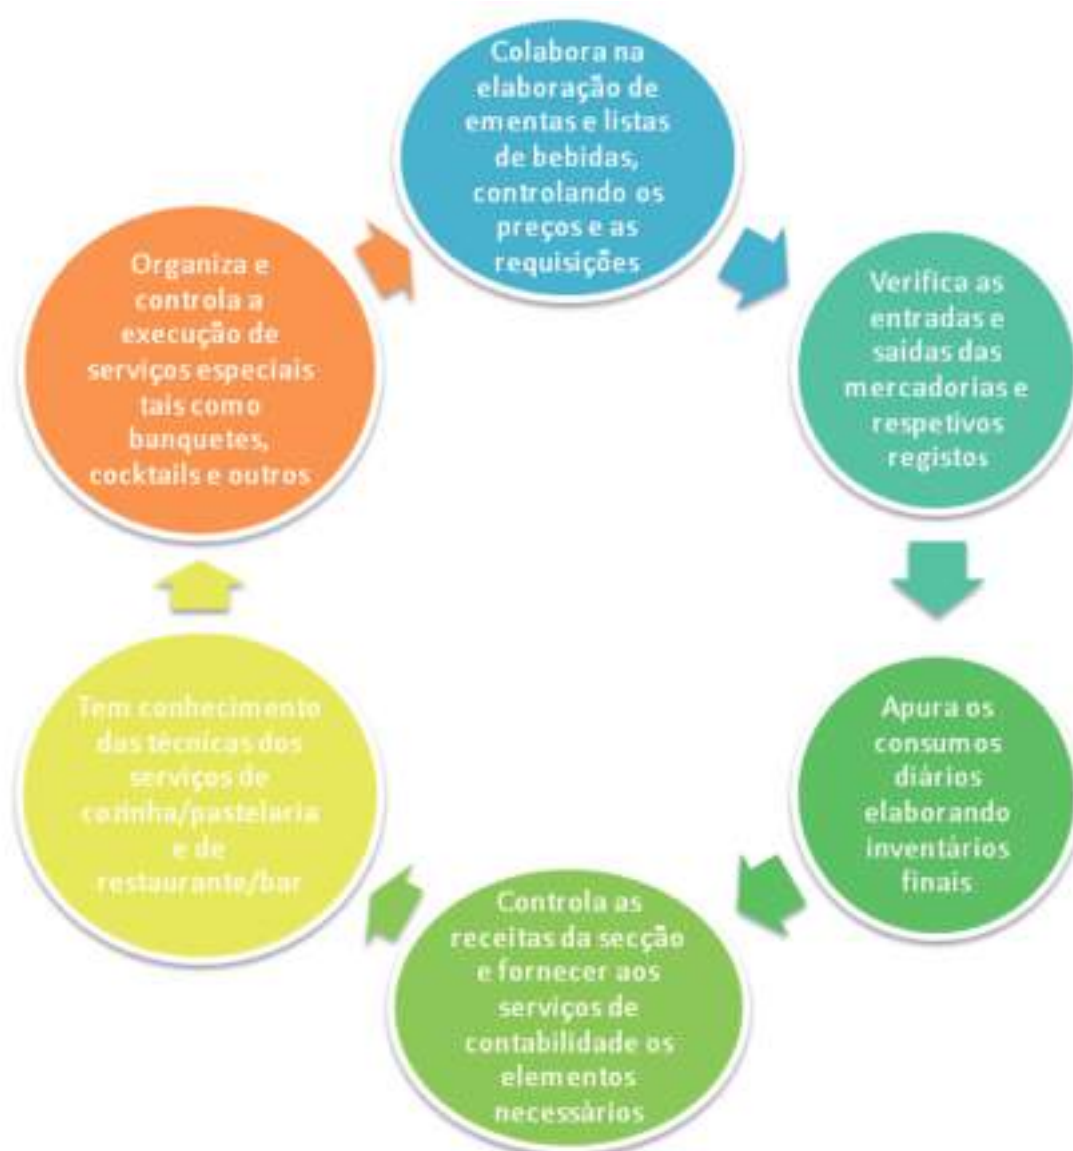 Colabora na
elaboração de
ementas e listas
de bebidas,
controlando os
preços e as
requisições
Verifica as
entradas e
saídas das
mercadorias e
respetivos
registos
Apura os
consumos
diários
elaborando
inventários
finais
Controla as
receitas da secção
e fornecer aos
serviços de
contabilidade os
elementos
necessários
Tem conhecimento
das técnicas dos
serviços de
cozinha/pastelaria
e de
restaurante/bar
Organiza e
controla a
execução de
serviços especiais
tais como
banquetes,
cocktails e outros